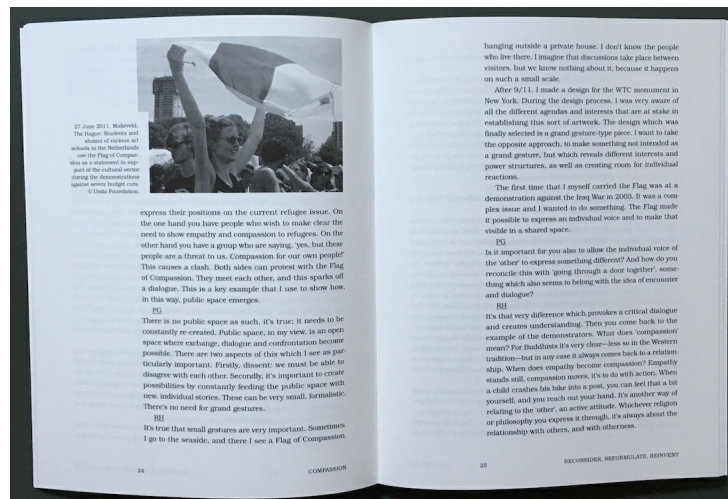 27 June 2011. Malieveld,
The Hague: Students and
alumni of various art
schools in the Netherlands
use the Flag of Compas-
sion as a statement in sup-
port of the cultural sector
during the demonstrations
against severe budget cuts.
© Unda Foundation.
express their positions on the current refugee issue. On
the one hand you have people who wish to make clear the
need to show empathy and compassion to refugees. On the
other hand you have a group who are saying, 'yes, but these
people are a threat to us. Compassion for our own people!'
This causes a clash. Both sides can protest with the Flag
of Compassion. They meet each other, and this sparks off
a dialogue. This is a key example that I use to show how,
in this way, public space emerges.
PG
There is no public space as such, it's true; it needs to be
constantly re-created. Public space, in my view, is an open
space where exchange, dialogue and confrontation become
possible. There are two aspects of this which I see as par-
ticularly important. Firstly, dissent: we must be able to
disagree with each other. Secondly, it's important to create
possibilities by constantly feeding the public space with
new, individual stories. These can be very small, formalistic.
There's no need for grand gestures.
RH
It's true that small gestures are very important. Sometimes
I go to the seaside, and there I see a Flag of Compassion
24
COMPASSION
hanging outside a private house. I don't know the people
who live there. I imagine that discussions take place between
visitors, but we know nothing about it, because it happens
on such a small scale.
After 9/11, I made a design for the WTC monument in
New York. During the design process, I was very aware of
all the different agendas and interests that are at stake in
establishing this sort of artwork. The design which was
finally selected is a grand gesture-type piece. I want to take
the opposite approach, to make something not intended as
a grand gesture, but which reveals different interests and
power structures, as well as creating room for individual
reactions.
The first time that I myself carried the Flag was at a
demonstration against the Iraq War in 2003. It was a com-
plex issue and I wanted to do something. The Flag made
it possible to express an individual voice and to make that
visible in a shared space.
PG
Is it important for you also to allow the individual voice of
the 'other' to express something different? And how do you
reconcile this with 'going through a door together', some-
thing which also seems to belong with the idea of encounter
and dialogue?
RH
It's that very difference which provokes a critical dialogue
and creates understanding. Then you come back to the
example of the demonstrators. What does 'compassion'
mean? For Buddhists it's very clear—less so in the Western
tradition—but in any case it always comes back to a relation-
ship. When does empathy become compassion? Empathy
stands still, compassion moves, it's to do with action. When
a child crashes his bike into a post, you can feel that a bit
yourself, and you reach out your hand. It's another way of
relating to the 'other', an active attitude. Whichever religion
or philosophy you express it through, it's always about the
relationship with others, and with otherness.
25
RECONSIDER, REFORMULATE, REINVENT